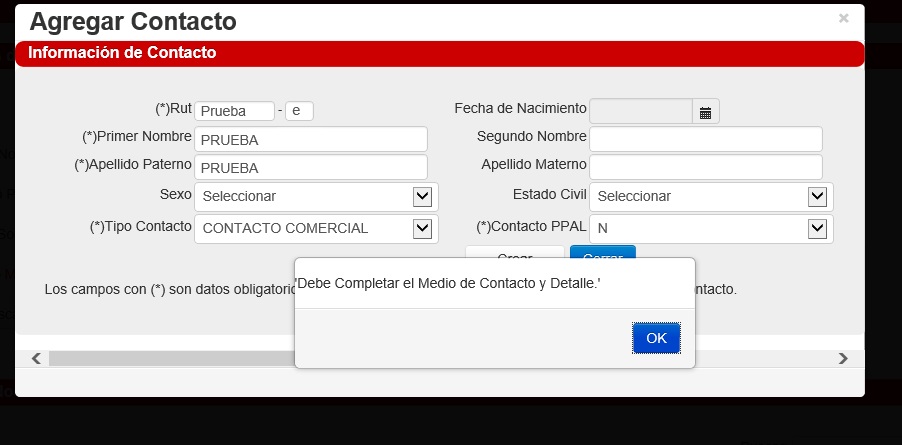 Agregar Contacto ×
Información de Contacto
(*)Rut Prueba - e Fecha de Nacimiento
(*)Primer Nombre PRUEBA Segundo Nombre
(*)Apellido Paterno PRUEBA Apellido Materno
Sexo Seleccionar Estado Civil Seleccionar
(*)Tipo Contacto CONTACTO COMERCIAL (*)Contacto PPAL N
Crear Cerrar
'Debe Completar el Medio de Contacto y Detalle.'
Los campos con (*) son datos obligatorio ntacto.
OK